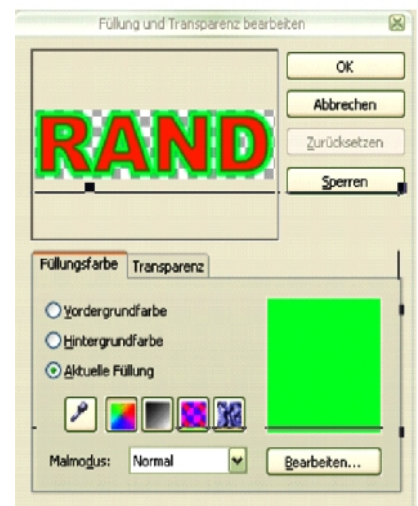 Füllung und Transparenz bearbeiten
OK
Abbrechen
RAND
Zurücksetzen
Sperren
Füllungsfarbe Transparenz
Vordergrundfarbe
Hintergrundfarbe
Aktuelle Füllung
Malmodus: Normal Bearbeiten...